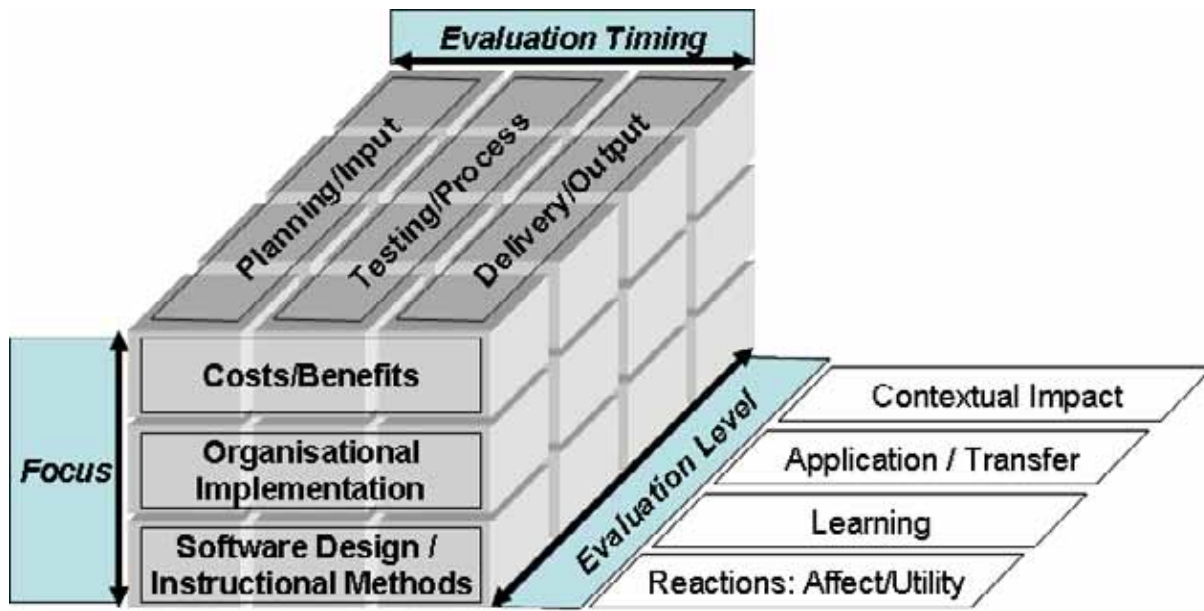 Evaluation Timing
Planning/Input
Testing/Process
Delivery/Output
Focus
Costs/Benefits
Organisational
Implementation
Software Design /
Instructional Methods
Evaluation Level
Contextual Impact
Application / Transfer
Learning
Reactions: Affect/Utility